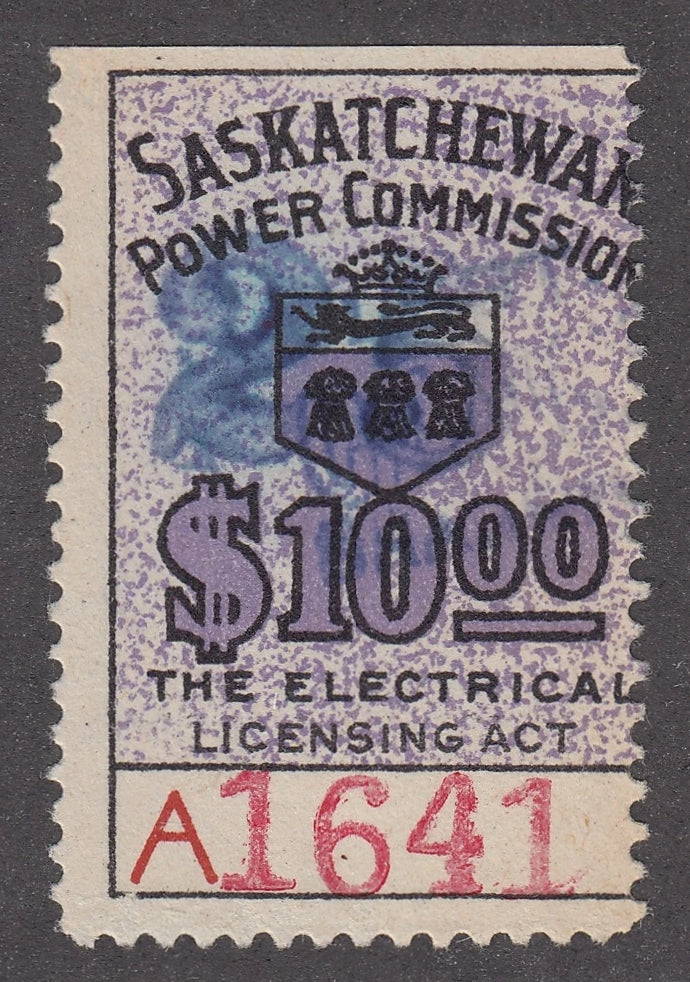 SASKATCHEWAN
POWER COMMISSION
$10.00
THE ELECTRICAL
LICENSING ACT
A1641